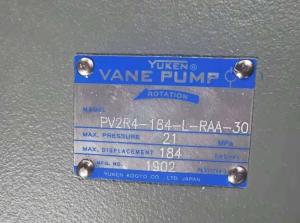 YUKEN®
VANE PUMP
ROTATION
MODEL
PV2R4-184-L-RAA-30
MAX. PRESSURE 21 MPa
MAX. DISPLACEMENT 184
MFG. NO. 1902
YUKEN KOGYO CO., LTD. JAPAN